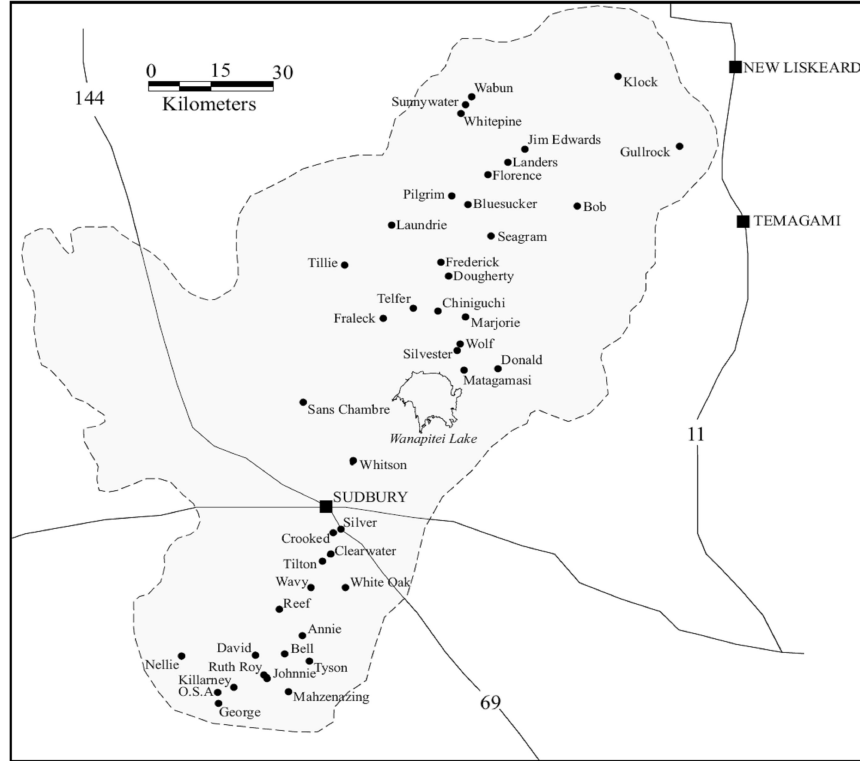 0 15 30
Kilometers
144
NEW LISKEARD
Klock
Wabun
Sunnywater
Whitepine
Jim Edwards
Gullrock
Landers
Florence
Pilgrim
Bluesucker
Bob
TEMAGAMI
Laundrie
Seagram
Tillie
Frederick
Dougherty
Telfer
Chiniguchi
Fraleck
Marjorie
Wolf
Silvester
Donald
Matagamasi
Sans Chambre
Wanapitei Lake
11
Whitson
SUDBURY
Silver
Crooked
Clearwater
Tilton
Wavy
White Oak
Reef
Annie
David
Bell
Nellie
Ruth Roy
Johnnie
Tyson
Killarney
O.S.A
Mahzenazing
George
69